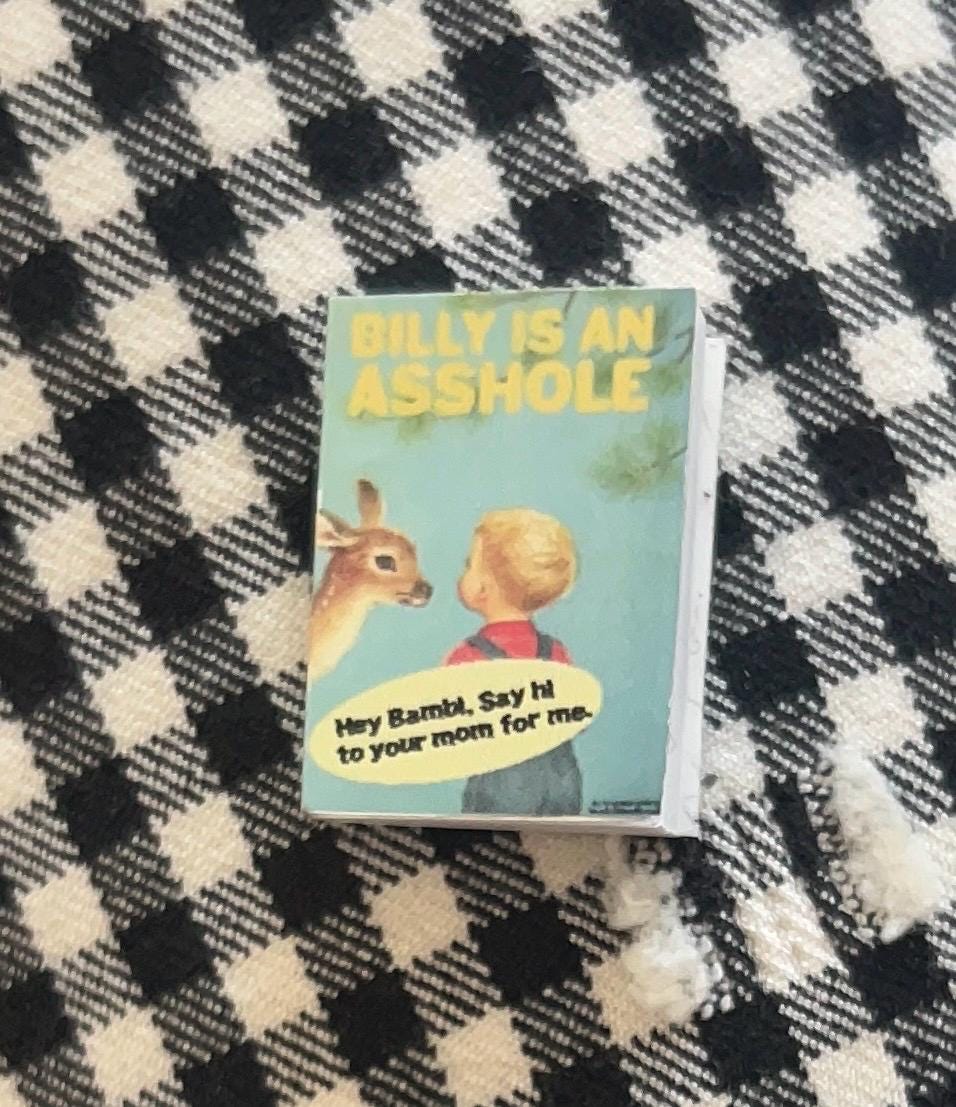 BILLY IS AN
ASSHOLE
Hey Bambi, Say hi
to your mom for me.